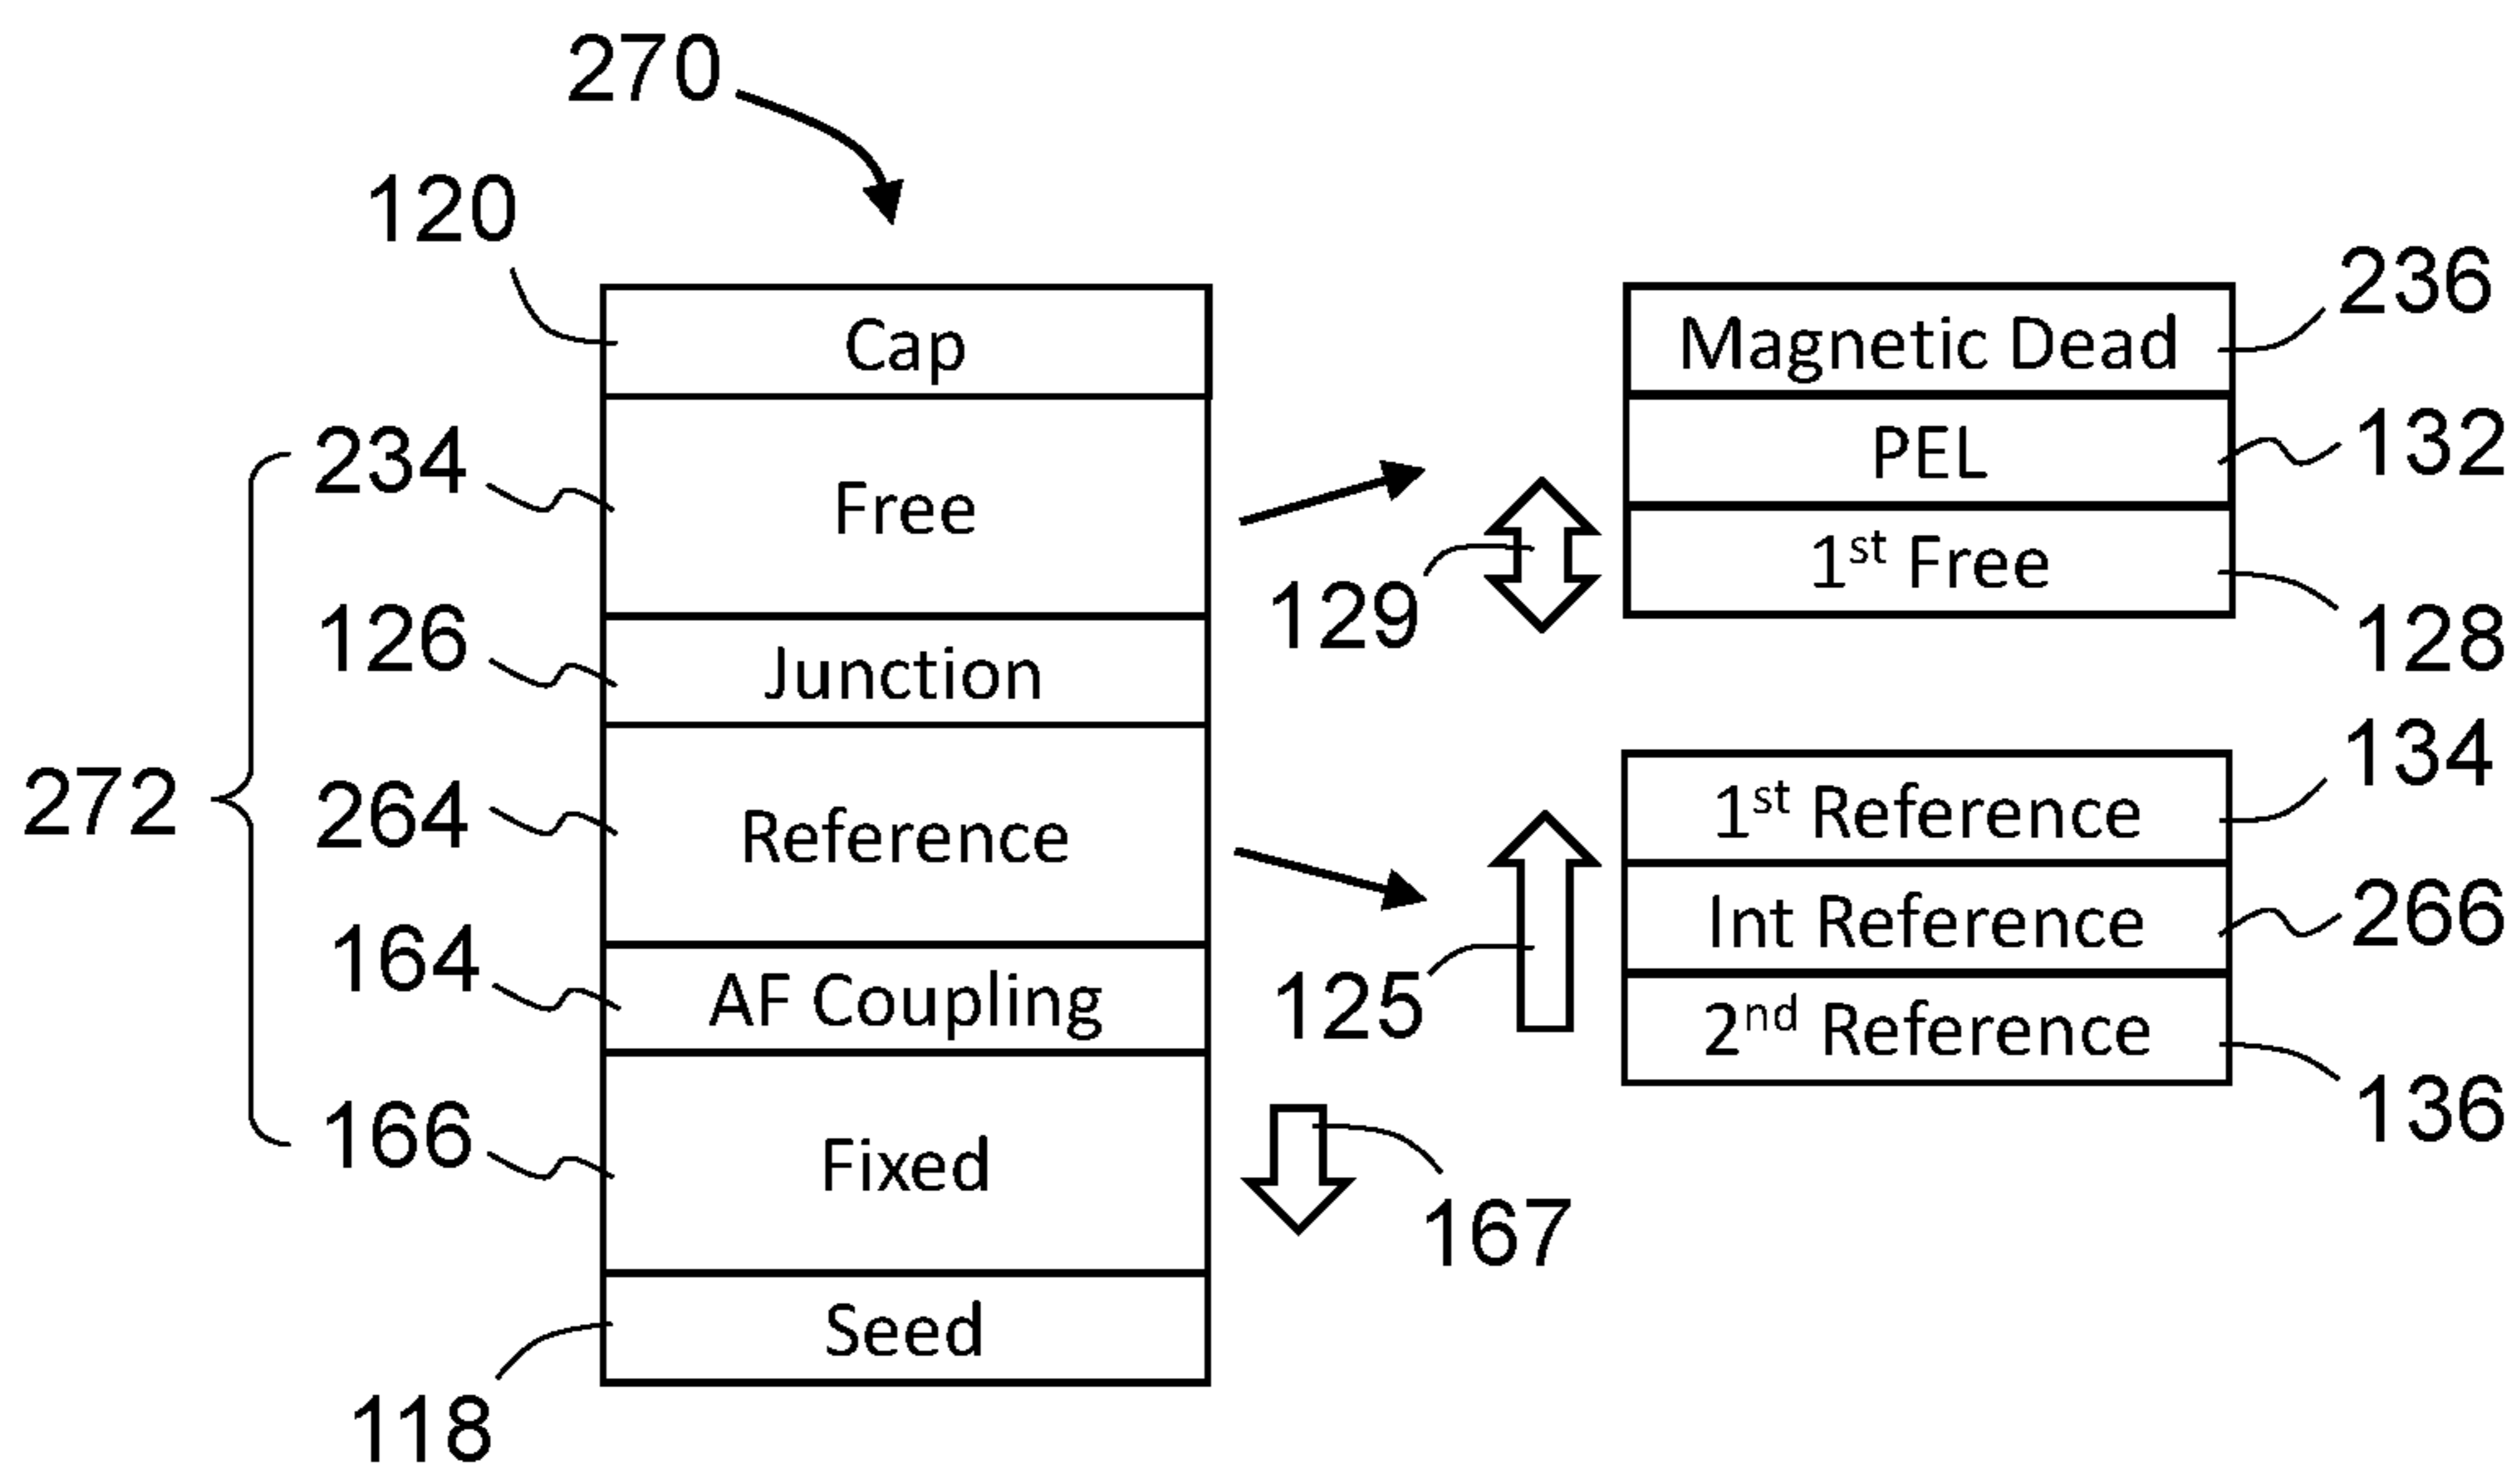 270
120
Cap
234
Free
126
Junction
272
264
Reference
164
AF Coupling
166
Fixed
118
Seed
236
Magnetic Dead
132
PEL
129
1st Free
128
134
1st Reference
125
Int Reference
266
2nd Reference
136
167